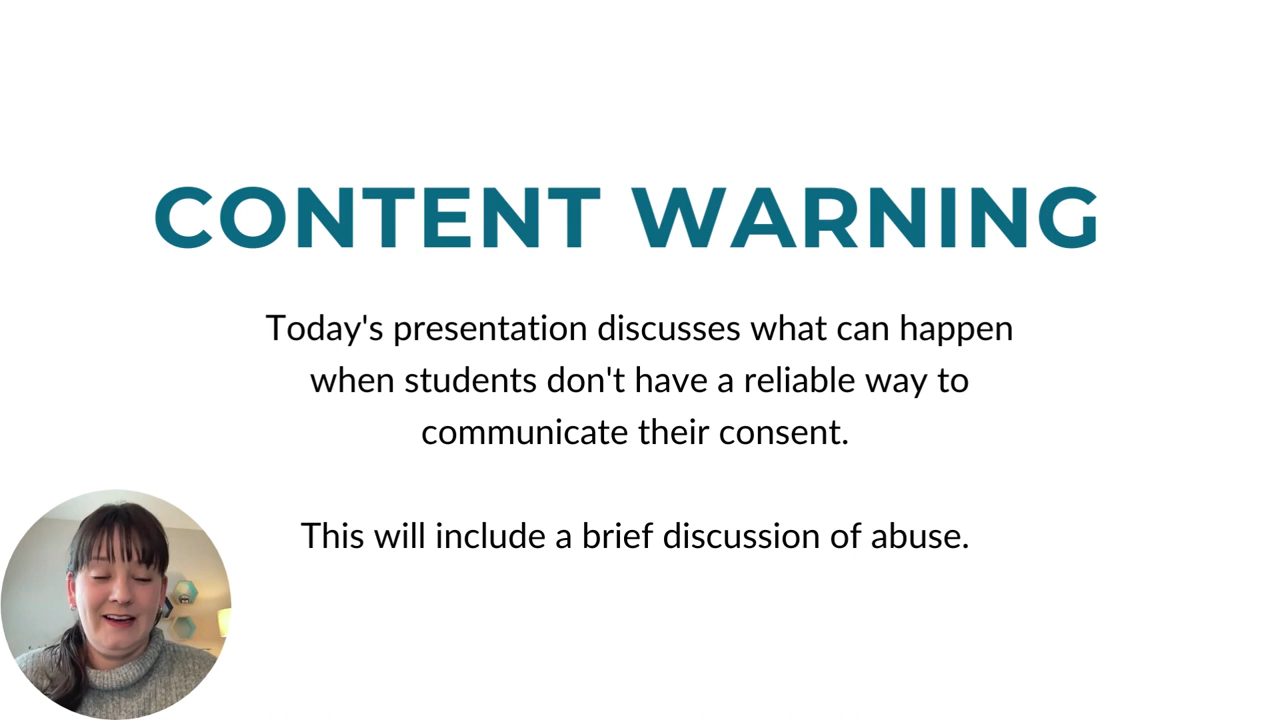 CONTENT WARNING
Today's presentation discusses what can happen
when students don't have a reliable way to
communicate their consent.
This will include a brief discussion of abuse.